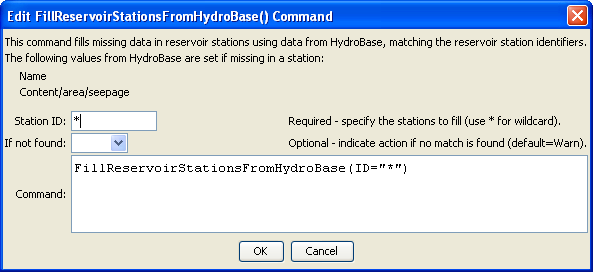 Edit FillReservoirStationsFromHydroBase() Command
This command fills missing data in reservoir stations using data from HydroBase, matching the reservoir station identifiers.
The following values from HydroBase are set if missing in a station:
Name
Content/area/seepage
Station ID: * Required - specify the stations to fill (use * for wildcard).
If not found: Optional - indicate action if no match is found (default=Warn).
Command: FillReservoirStationsFromHydroBase(ID="*")
OK Cancel